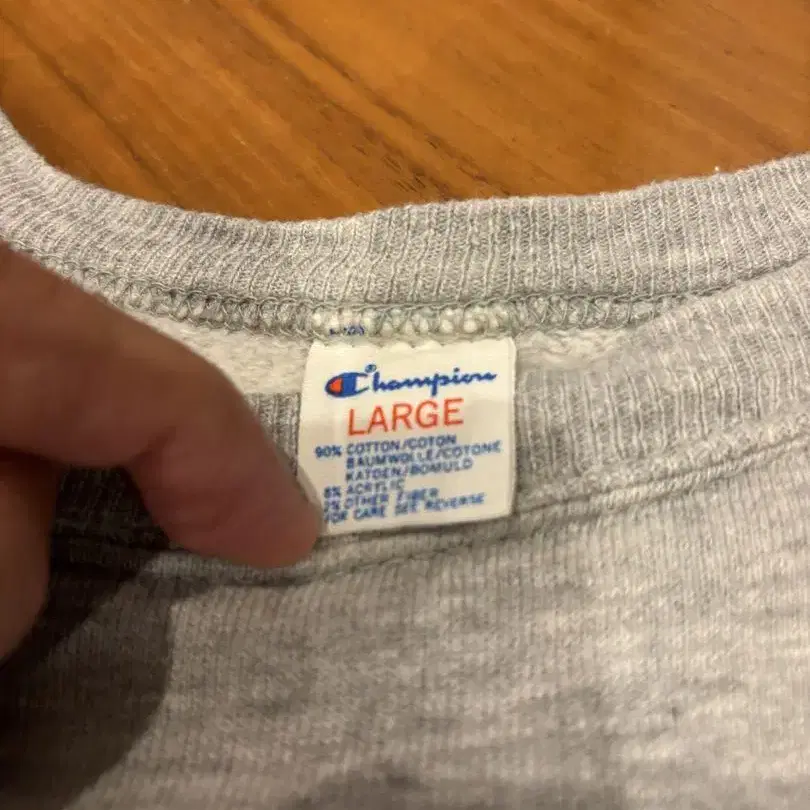 Champion®
LARGE
90% COTTON/COTON
BAUMWOLLE/COTONE
KATOEN/BOMULD
8% ACRYLIC
2% OTHER FIBER
FOR CARE SEE REVERSE